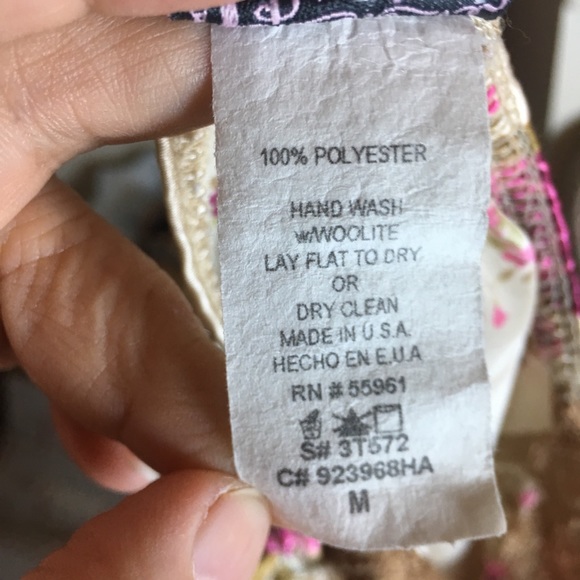 100% POLYESTER
HAND WASH
w/WOOLITE
LAY FLAT TO DRY
OR
DRY CLEAN
MADE IN U.S.A.
HECHO EN E.U.A
RN # 55961
S# 3T572
C# 923968HA
M